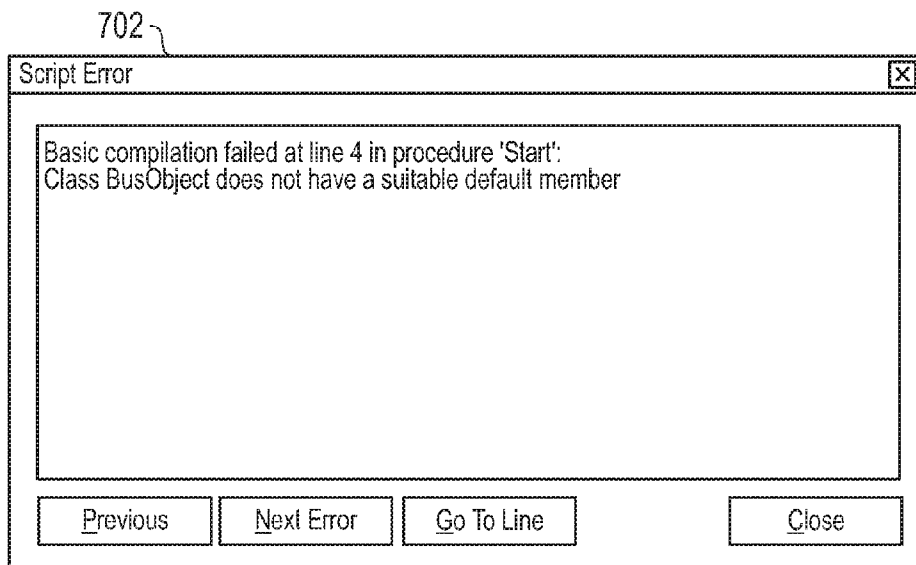 702
Script Error
Basic compilation failed at line 4 in procedure 'Start':
Class BusObject does not have a suitable default member
Previous
Next Error
Go To Line
Close